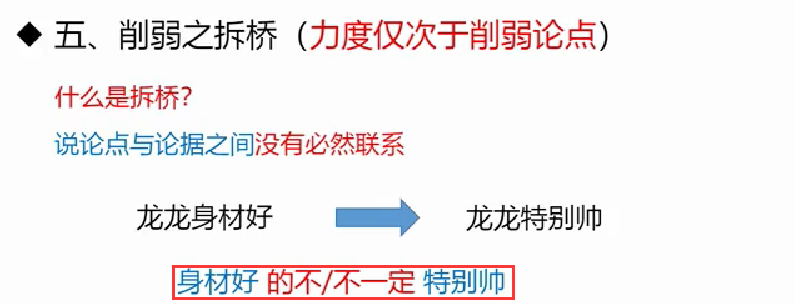 ◆ 五、削弱之拆桥（力度仅次于削弱论点）
什么是拆桥？
说论点与论据之间没有必然联系
龙龙身材好 龙龙特别帅
身材好 的不/不一定 特别帅